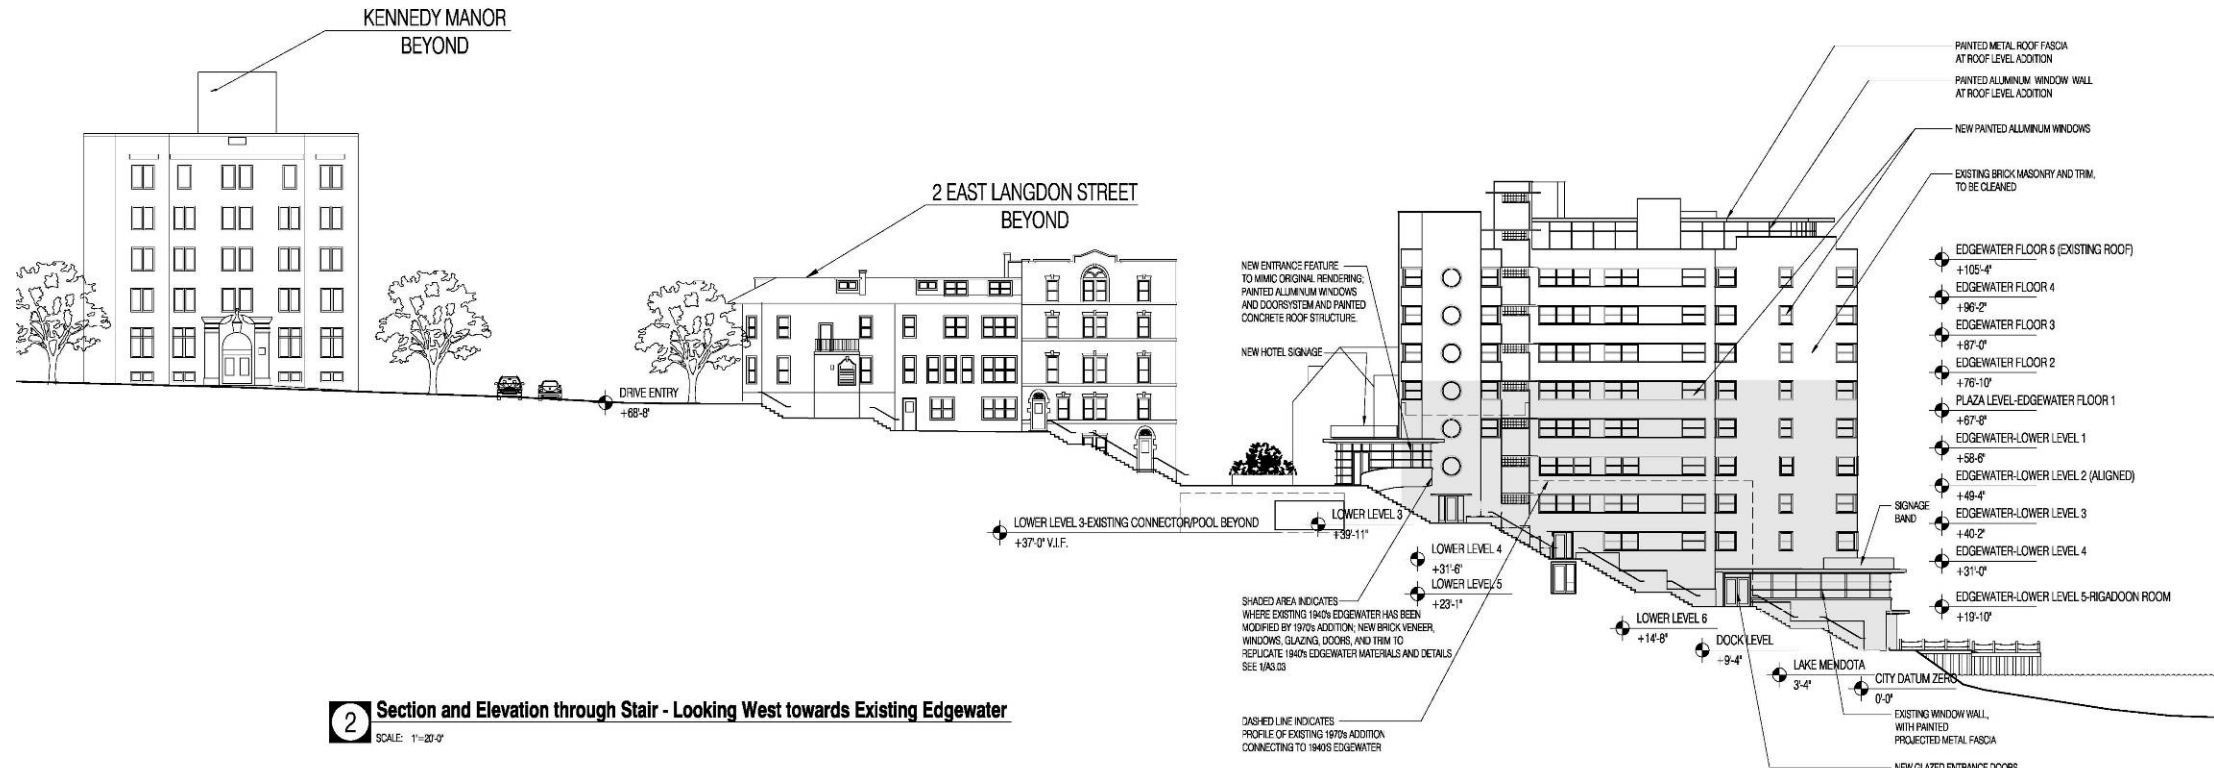 KENNEDY MANOR
BEYOND
2 EAST LANGDON STREET
BEYOND
DRIVE ENTRY
+68'-8"
LOWER LEVEL 3-EXISTING CONNECTOR/POOL BEYOND
+37'-0" V.I.F.
NEW ENTRANCE FEATURE
TO MIMIC ORIGINAL RENDERING;
PAINTED ALUMINUM WINDOWS
AND DOORSYSTEM AND PAINTED
CONCRETE ROOF STRUCTURE.
NEW HOTEL SIGNAGE
LOWER LEVEL 3
+39'-11"
LOWER LEVEL 4
+31'-6"
LOWER LEVEL 5
+23'-1"
SHADED AREA INDICATES
WHERE EXISTING 1940's EDGEWATER HAS BEEN
MODIFIED BY 1970's ADDITION; NEW BRICK VENEER,
WINDOWS, GLAZING, DOORS, AND TRIM TO
REPLICATE 1940's EDGEWATER MATERIALS AND DETAILS
SEE 1/A3.03
DASHED LINE INDICATES
PROFILE OF EXISTING 1970's ADDITION
CONNECTING TO 1940'S EDGEWATER
LOWER LEVEL 6
+14'-8"
DOCK LEVEL
+9'-4"
LAKE MENDOTA
3'-4"
CITY DATUM ZERO
0'-0"
PAINTED METAL ROOF FASCIA
AT ROOF LEVEL ADDITION
PAINTED ALUMINUM WINDOW WALL
AT ROOF LEVEL ADDITION
NEW PAINTED ALUMINUM WINDOWS
EXISTING BRICK MASONRY AND TRIM,
TO BE CLEANED
EDGEWATER FLOOR 5 (EXISTING ROOF)
+105'-4"
EDGEWATER FLOOR 4
+96'-2"
EDGEWATER FLOOR 3
+87'-0"
EDGEWATER FLOOR 2
+76'-10"
PLAZA LEVEL-EDGEWATER FLOOR 1
+67'-8"
EDGEWATER-LOWER LEVEL 1
+58'-6"
EDGEWATER-LOWER LEVEL 2 (ALIGNED)
+49'-4"
EDGEWATER-LOWER LEVEL 3
+40'-2"
EDGEWATER-LOWER LEVEL 4
+31'-0"
EDGEWATER-LOWER LEVEL 5-RIGADOON ROOM
+19'-10"
SIGNAGE
BAND
EXISTING WINDOW WALL,
WITH PAINTED
PROJECTED METAL FASCIA
NEW GLAZED ENTRANCE DOORS
2
Section and Elevation through Stair - Looking West towards Existing Edgewater
SCALE: 1"=20'-0"